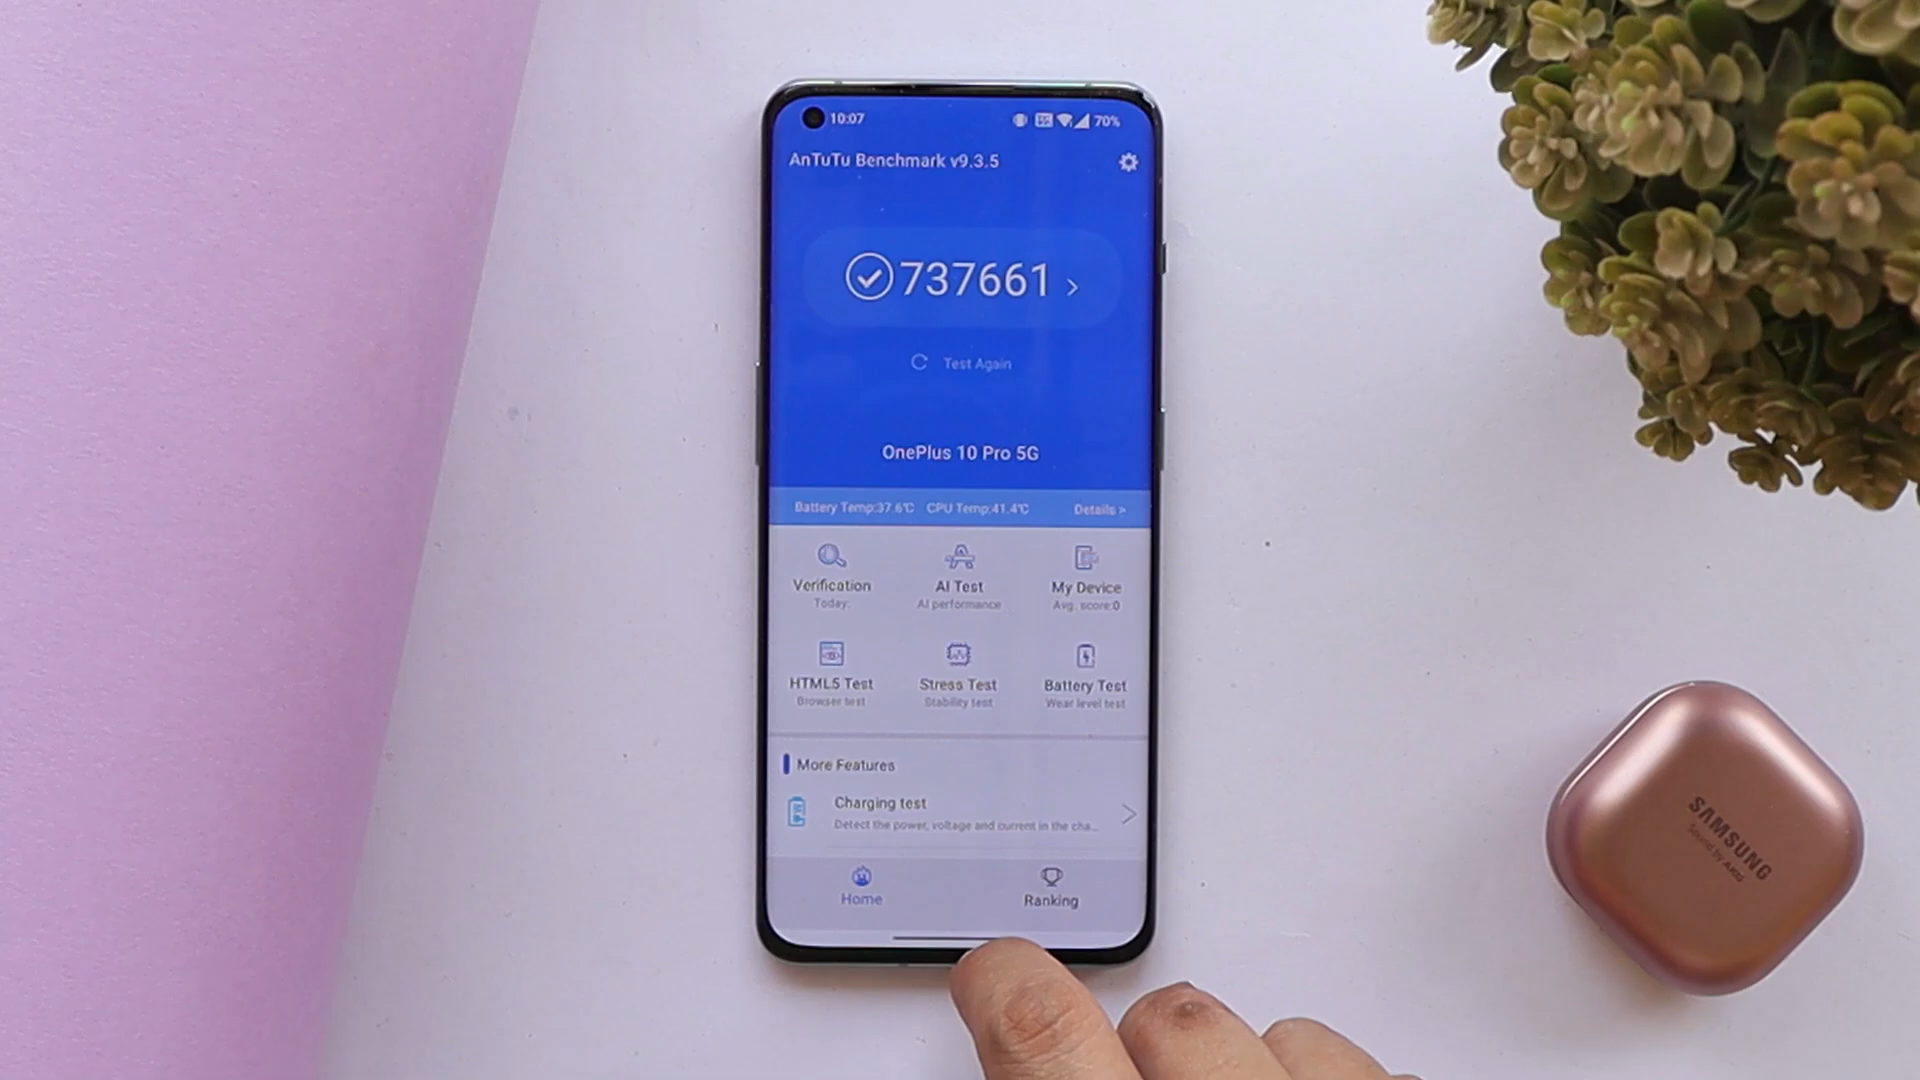 10:07
70%
AnTuTu Benchmark v9.3.5
737661
Test Again
OnePlus 10 Pro 5G
Battery Temp:37.6℃ CPU Temp:41.4℃ Details >
Verification
Today:
AI Test
AI performance
My Device
Avg. score:0
HTML5 Test
Browser test
Stress Test
Stability test
Battery Test
Wear level test
More Features
Charging test
Detect the power, voltage and current in the cha...
Home
Ranking
SAMSUNG
Sound by AKG